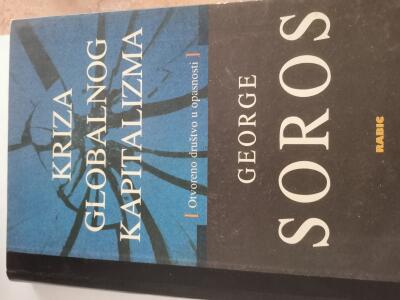 KRIZA
GLOBALNOG
KAPITALIZMA
[ Otvoreno društvo u opasnosti ]
GEORGE
SOROS
RABIC